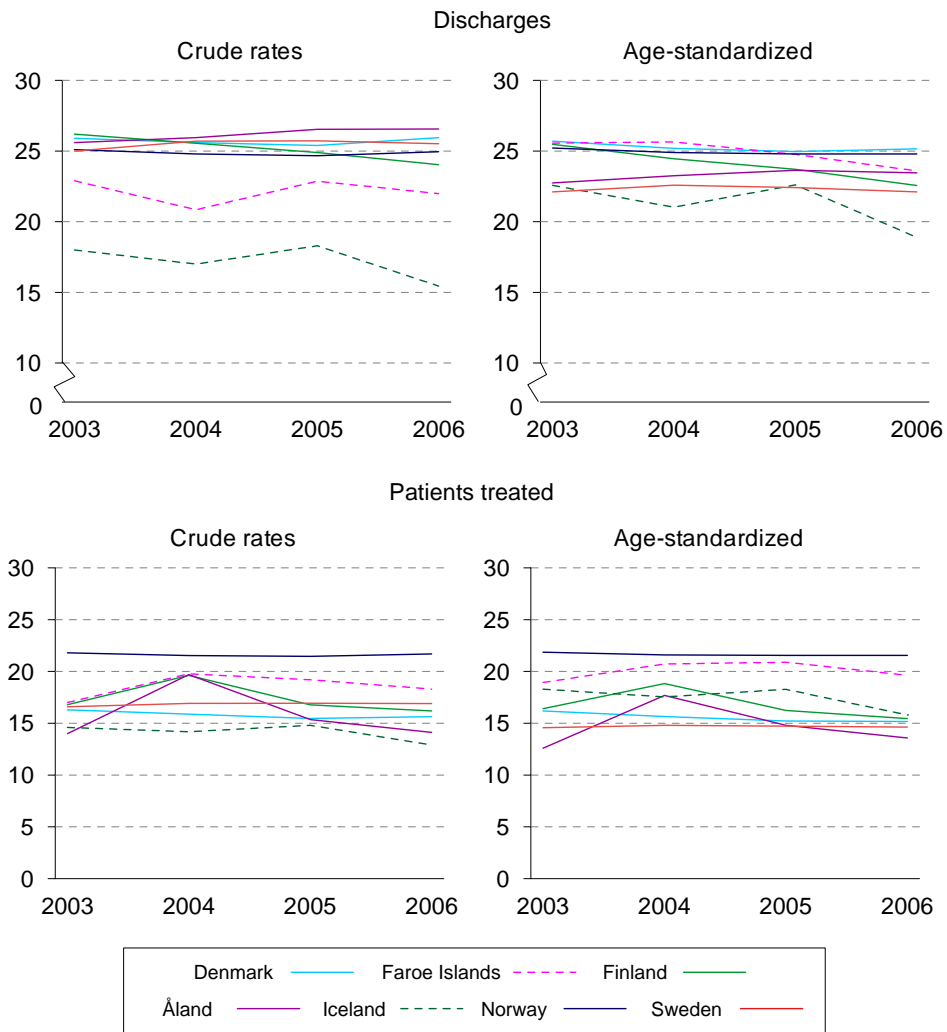 Discharges
Crude rates
Age-standardized
30
25
20
15
10
0
2003 2004 2005 2006
30
25
20
15
10
0
2003 2004 2005 2006
Patients treated
Crude rates
Age-standardized
30
25
20
15
10
5
0
2003 2004 2005 2006
30
25
20
15
10
5
0
2003 2004 2005 2006
Denmark Faroe Islands Finland
Åland Iceland Norway Sweden